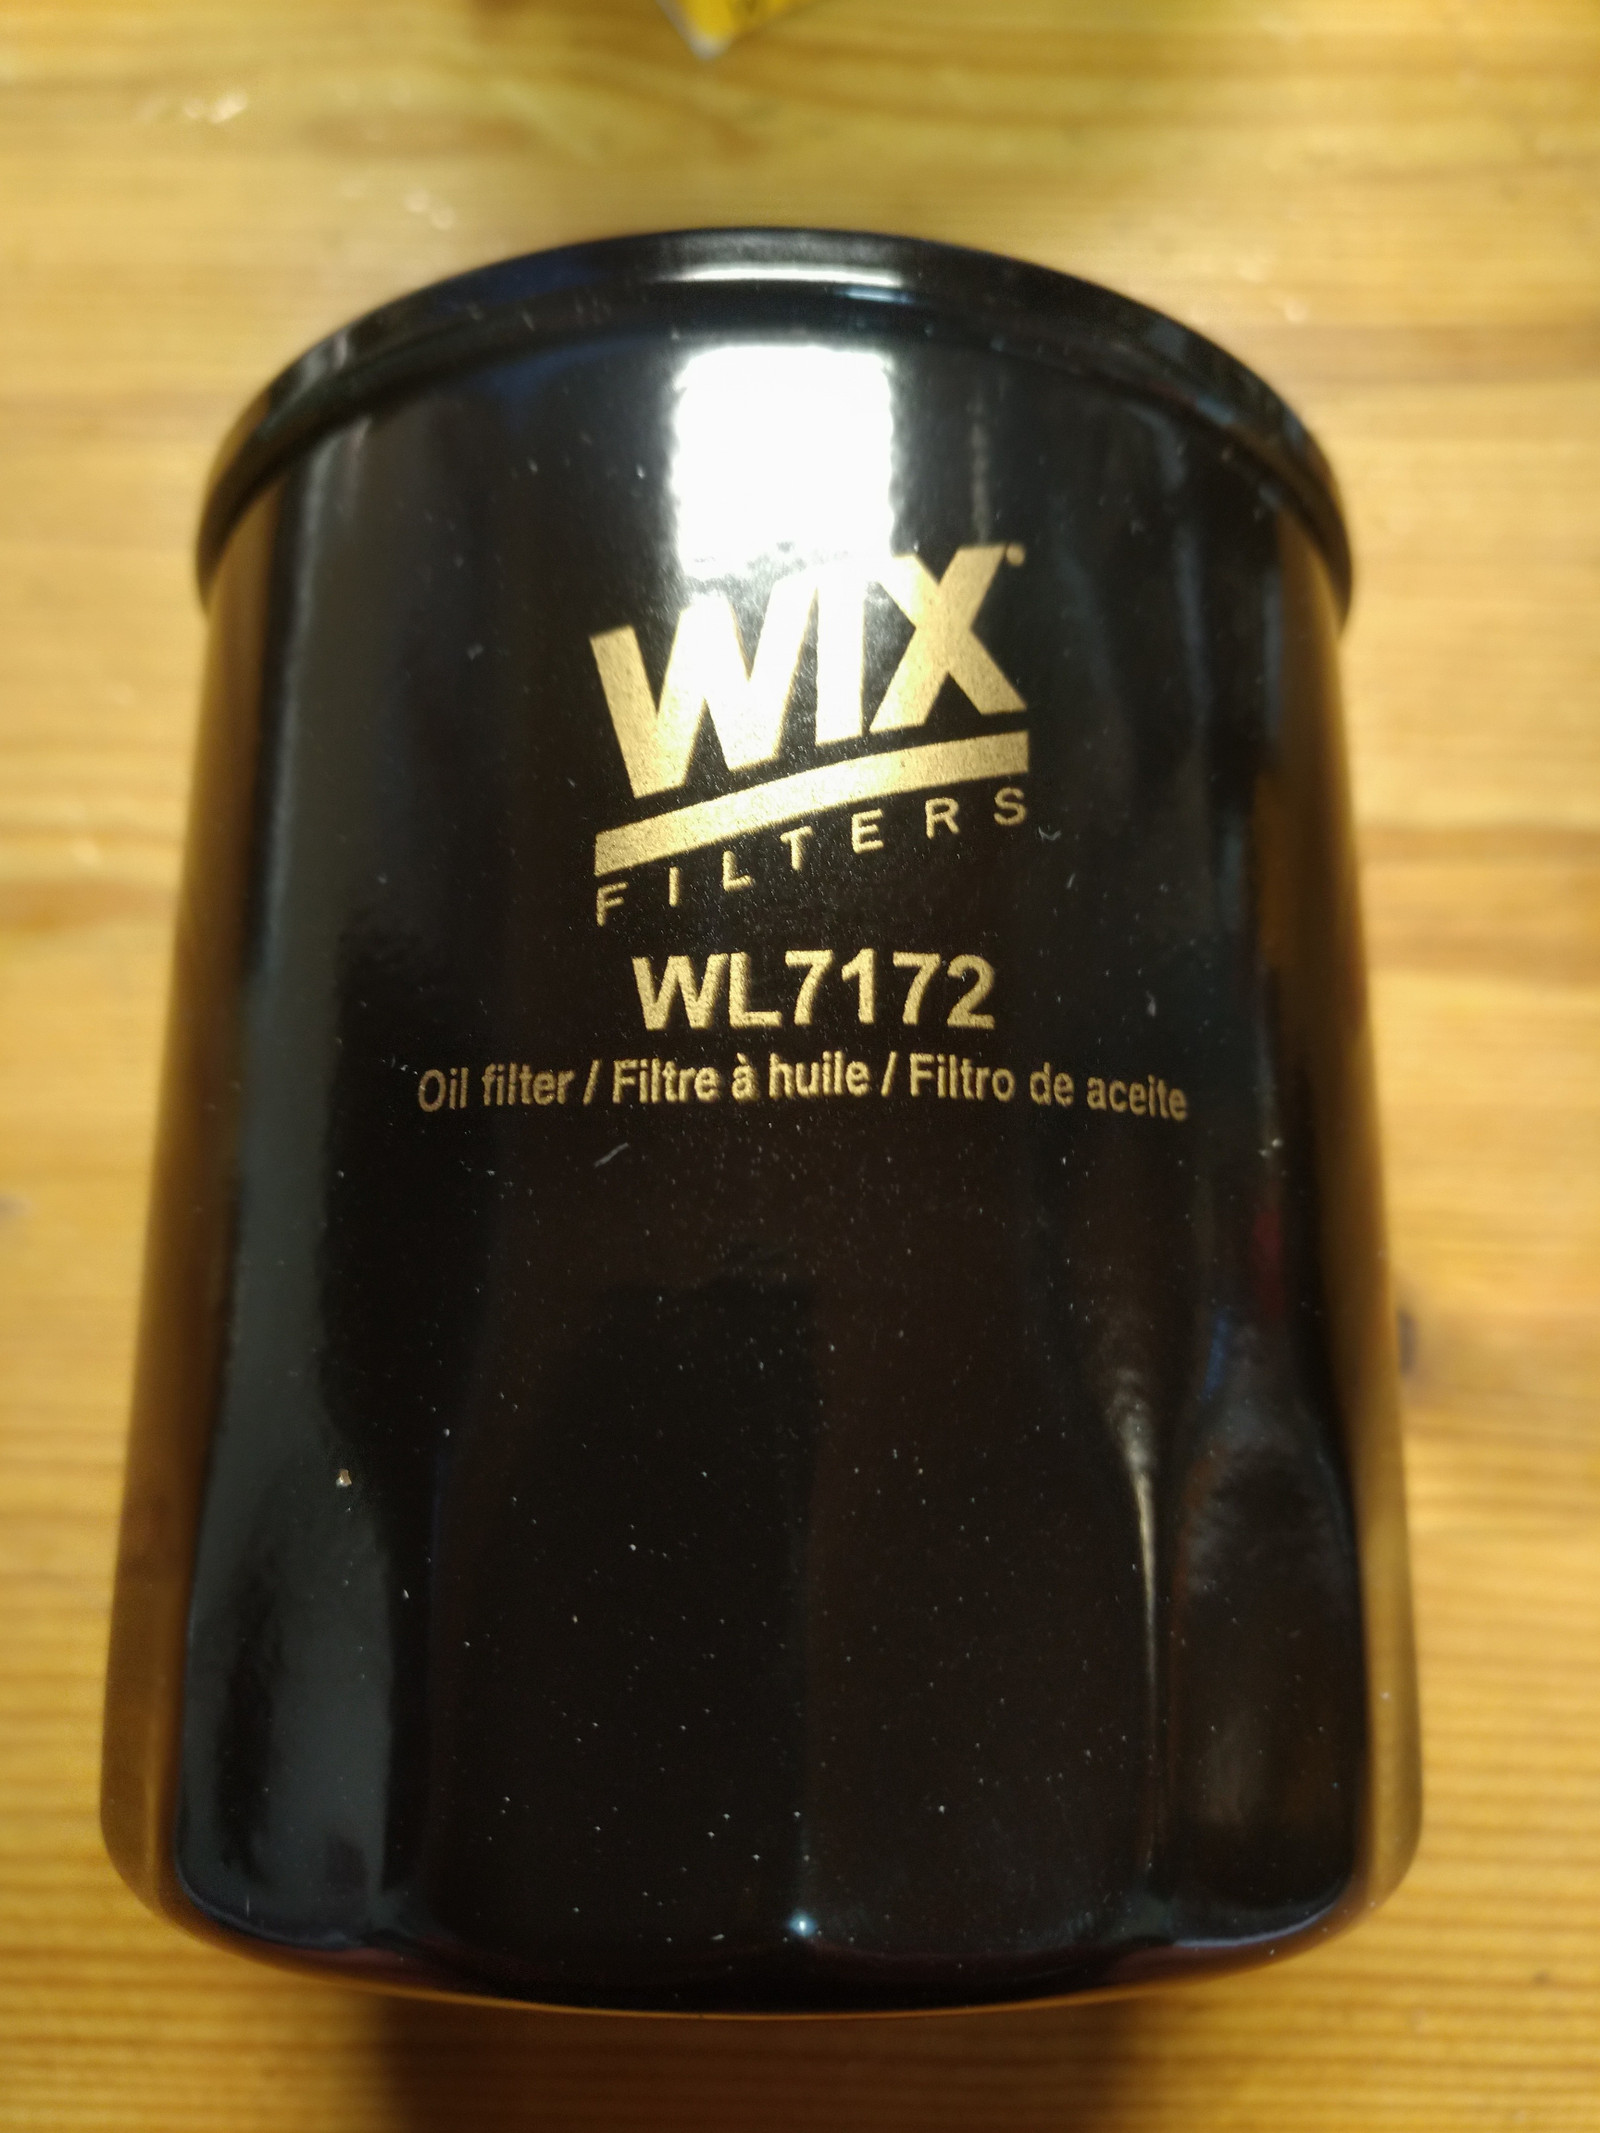 WIX
FILTERS
WL7172
Oil filter / Filtre à huile / Filtro de aceite